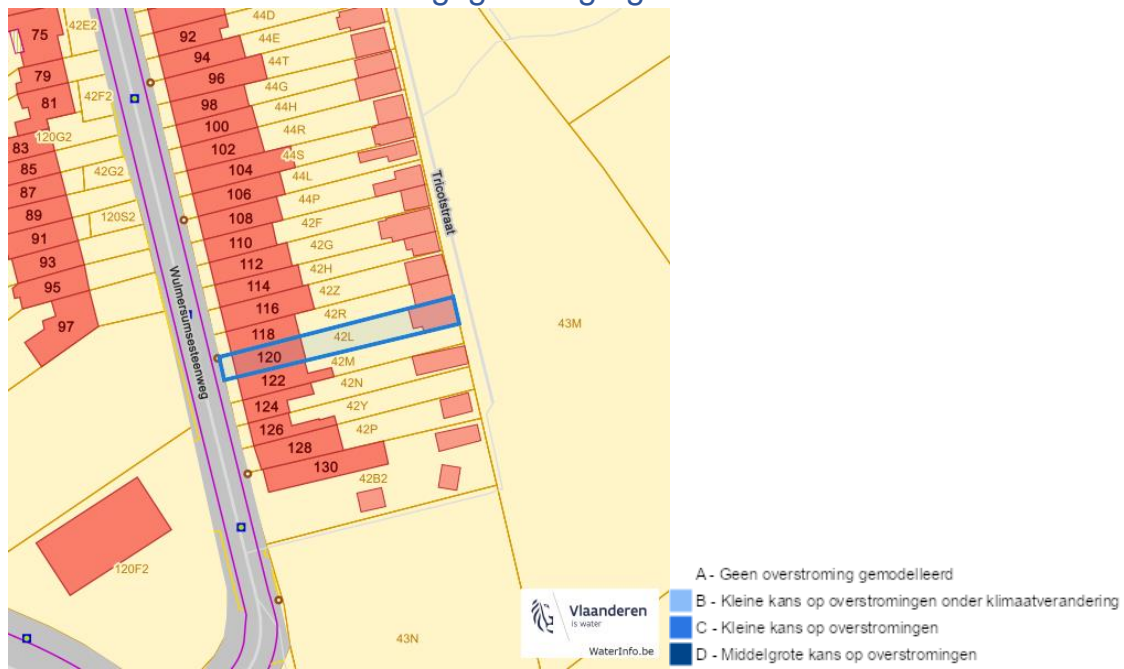 42E2
44D
75
92
44E
94
44T
79
96
42F2
44G
81
98
44H
120G2
100
44R
83
102
44S
85
42G2
104
44L
87
106
44P
Tricotstraat
89
120S2
108
42F
91
110
42G
93
112
42H
95
114
42Z
Wulmersumsesteenweg
116
42R
97
118
42L
43M
120
42M
122
42N
124
42Y
126
42P
128
130
42B2
120F2
43N
Vlaanderen
is water
WaterInfo.be
A - Geen overstroming gemodelleerd
B - Kleine kans op overstromingen onder klimaatverandering
C - Kleine kans op overstromingen
D - Middelgrote kans op overstromingen